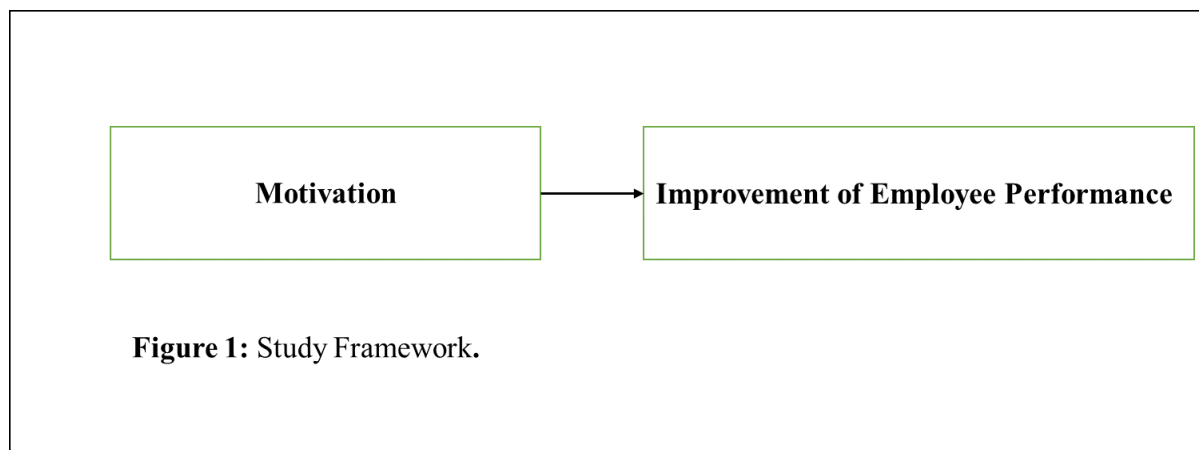 Motivation
Improvement of Employee Performance
Figure 1: Study Framework.